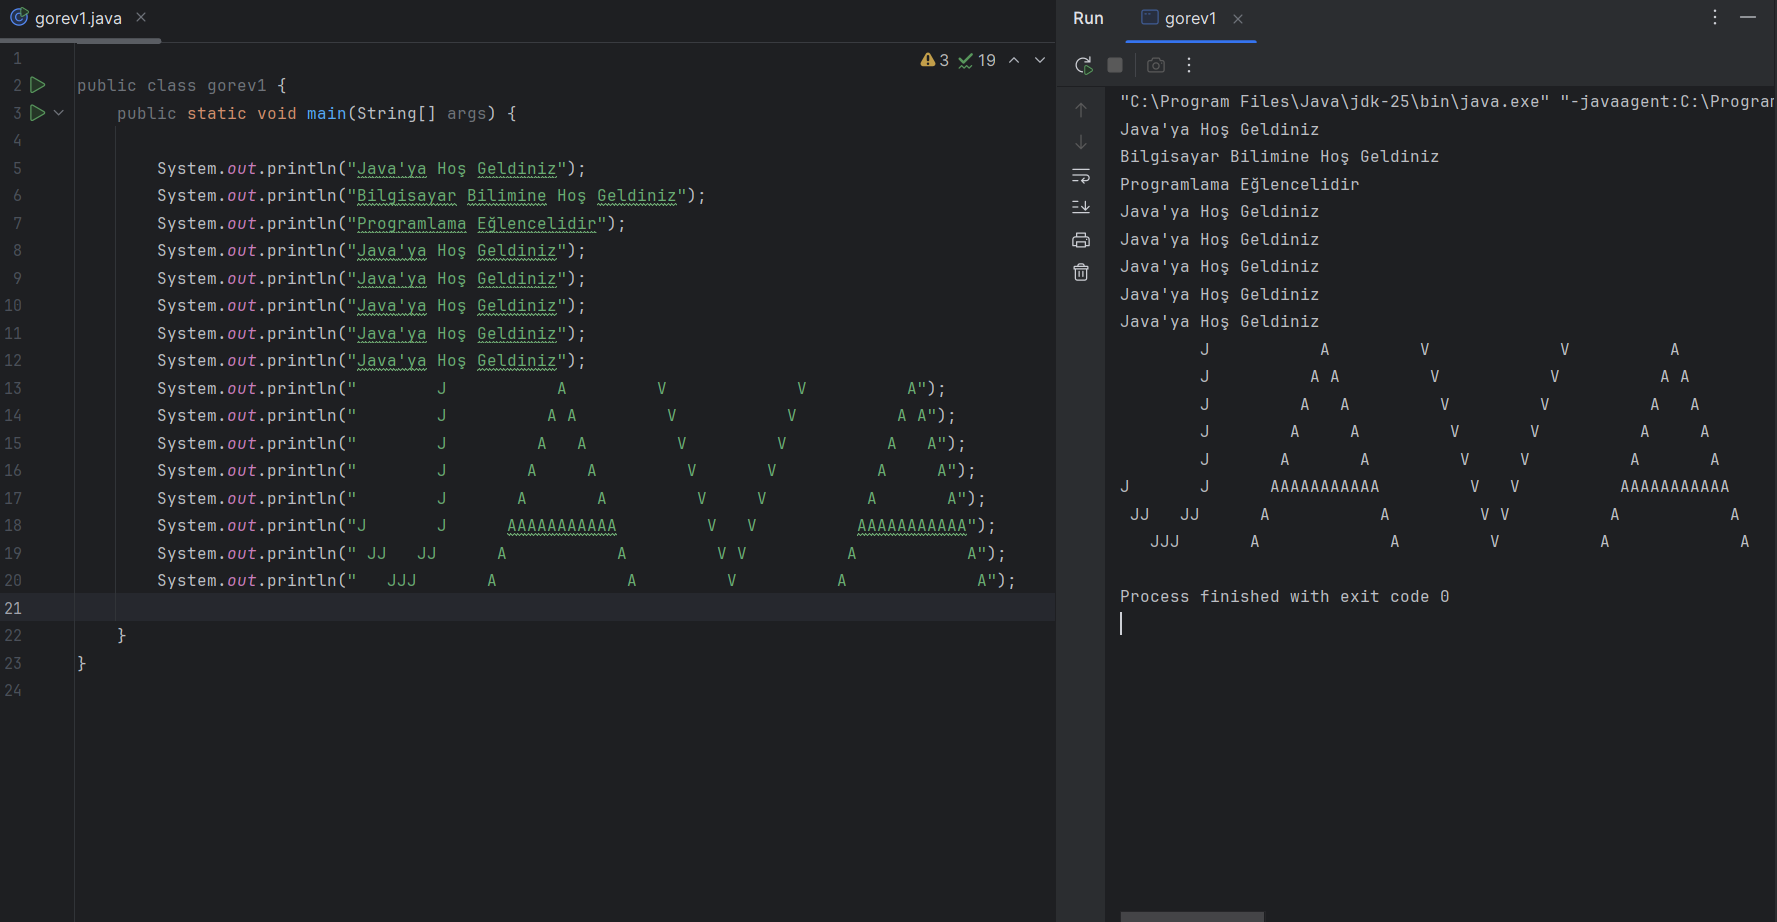 gorev1.java
3 19
1
2 public class gorev1 {
3     public static void main(String[] args) {
4
5         System.out.println("Java'ya Hoş Geldiniz");
6         System.out.println("Bilgisayar Bilimine Hoş Geldiniz");
7         System.out.println("Programlama Eğlencelidir");
8         System.out.println("Java'ya Hoş Geldiniz");
9         System.out.println("Java'ya Hoş Geldiniz");
10         System.out.println("Java'ya Hoş Geldiniz");
11         System.out.println("Java'ya Hoş Geldiniz");
12         System.out.println("Java'ya Hoş Geldiniz");
13         System.out.println("        J           A         V             V          A");
14         System.out.println("        J          A A         V           V          A A");
15         System.out.println("        J         A   A         V         V          A   A");
16         System.out.println("        J        A     A         V       V          A     A");
17         System.out.println("        J       A       A         V     V          A       A");
18         System.out.println("J       J      AAAAAAAAAAA         V   V          AAAAAAAAAAA");
19         System.out.println(" JJ   JJ      A           A         V V          A           A");
20         System.out.println("   JJJ       A             A         V          A             A");
21
22     }
23 }
24
Run gorev1
"C:\Program Files\Java\jdk-25\bin\java.exe" "-javaagent:C:\Program
Java'ya Hoş Geldiniz
Bilgisayar Bilimine Hoş Geldiniz
Programlama Eğlencelidir
Java'ya Hoş Geldiniz
Java'ya Hoş Geldiniz
Java'ya Hoş Geldiniz
Java'ya Hoş Geldiniz
Java'ya Hoş Geldiniz
        J           A         V             V          A
        J          A A         V           V          A A
        J         A   A         V         V          A   A
        J        A     A         V       V          A     A
        J       A       A         V     V          A       A
J       J      AAAAAAAAAAA         V   V          AAAAAAAAAAA
 JJ   JJ      A           A         V V          A           A
   JJJ       A             A         V          A             A
Process finished with exit code 0